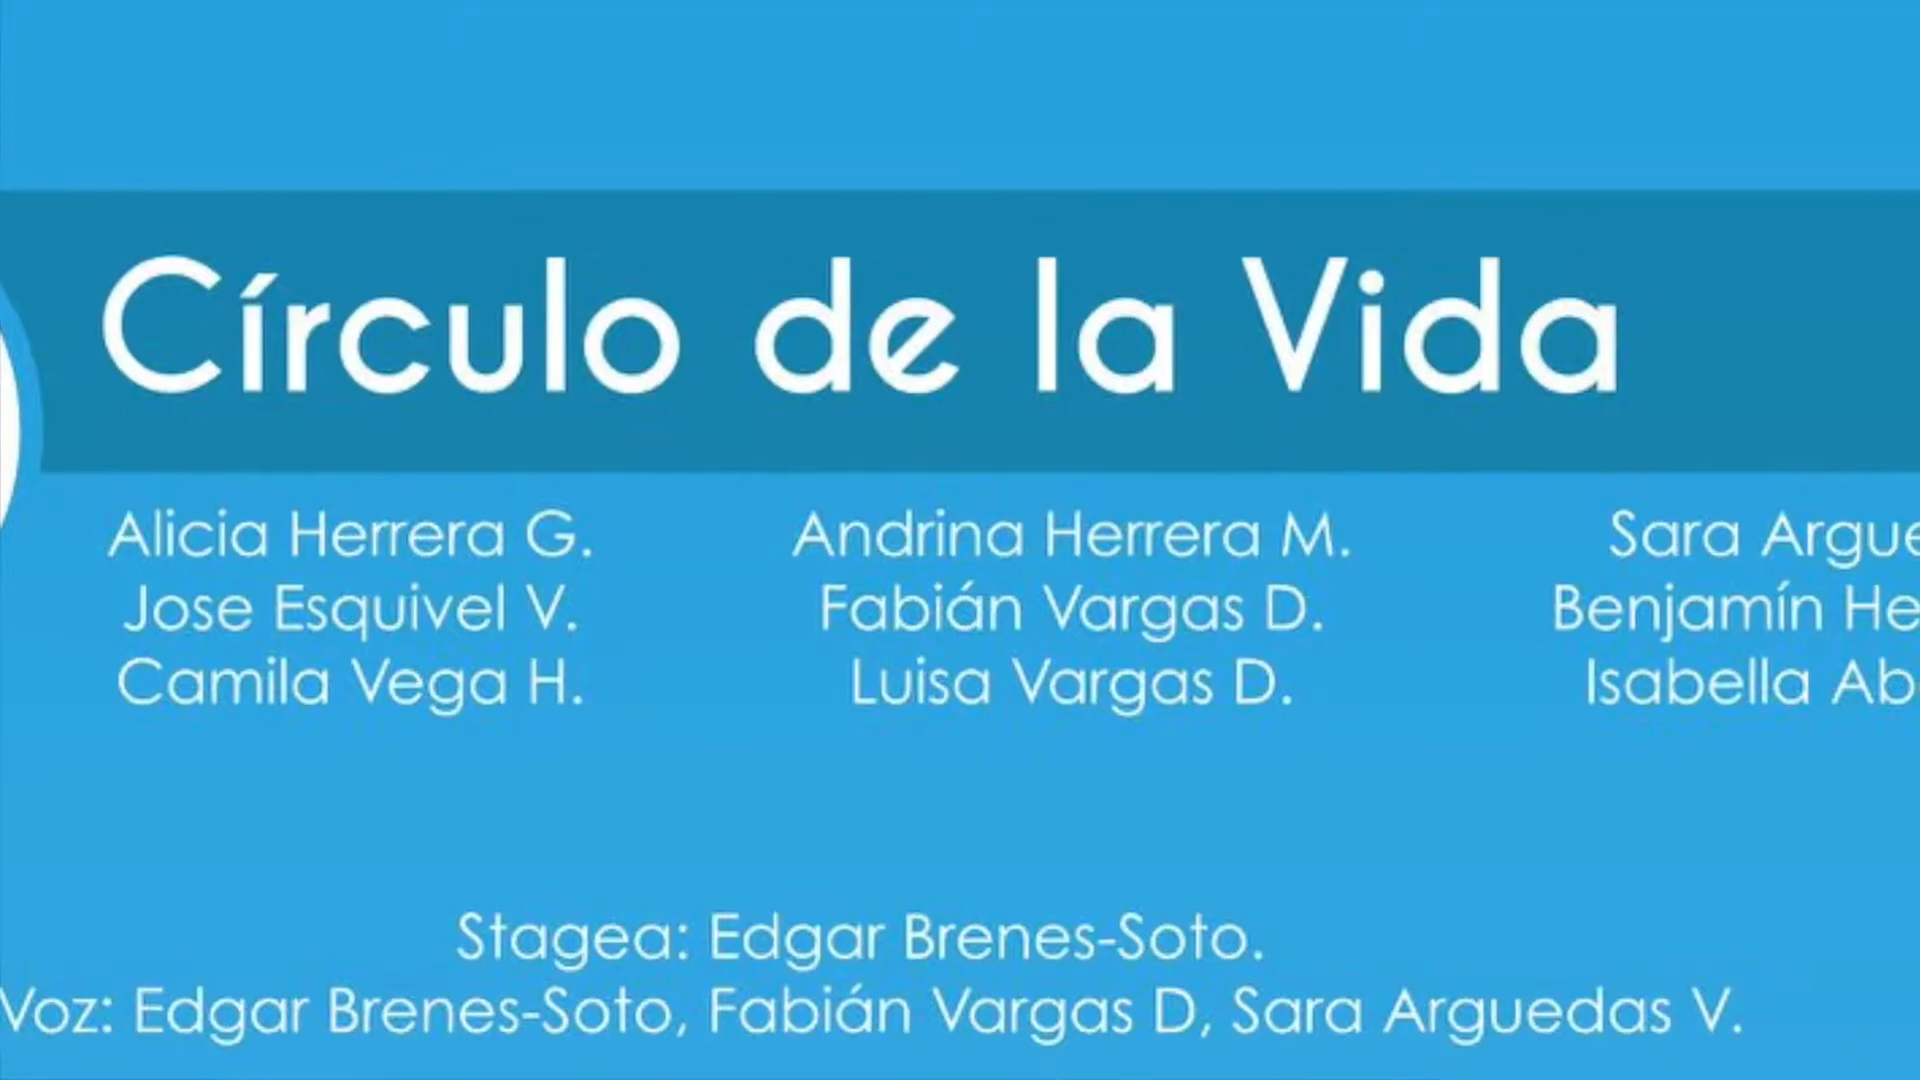 Círculo de la Vida
Alicia Herrera G. Andrina Herrera M. Sara
Jose Esquivel V. Fabián Vargas D. Benjamín
Camila Vega H. Luisa Vargas D. Isabella
Stagea: Edgar Brenes-Soto.
Voz: Edgar Brenes-Soto, Fabián Vargas D, Sara Arguedas V.